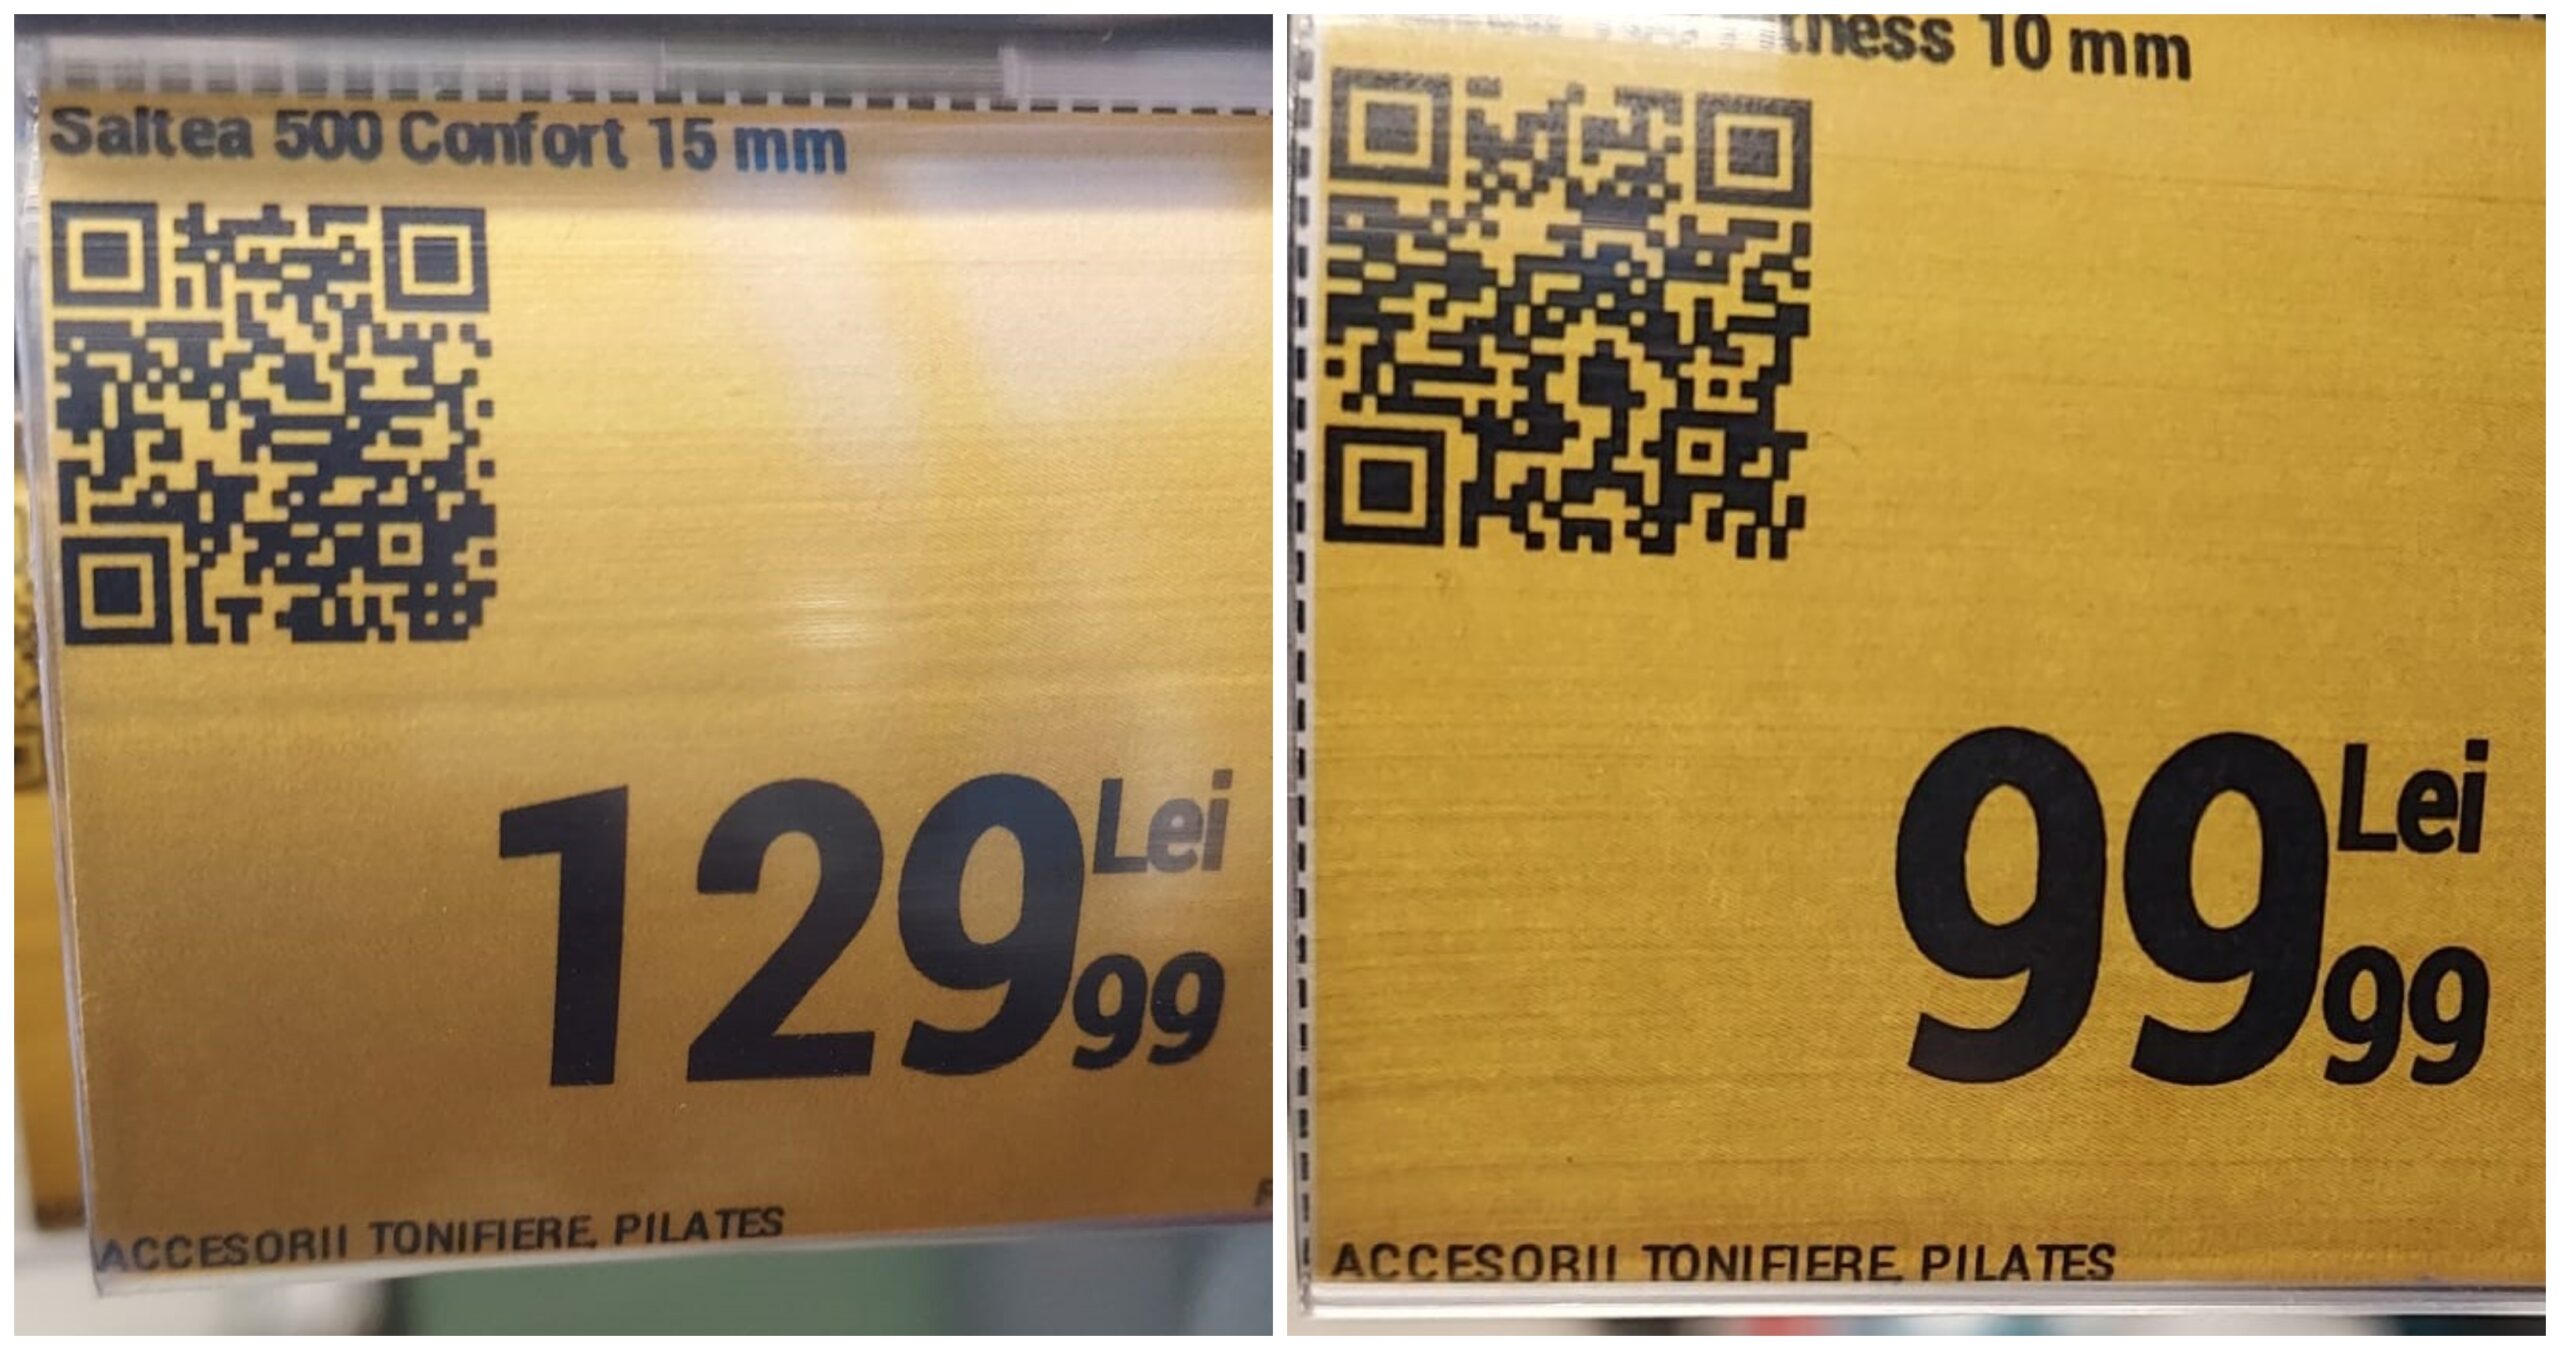 Saltea 500 Confort 15 mm
129 Lei
99
ACCESORII TONIFIERE, PILATES
10 mm
99 Lei
99
ACCESORII TONIFIERE, PILATES